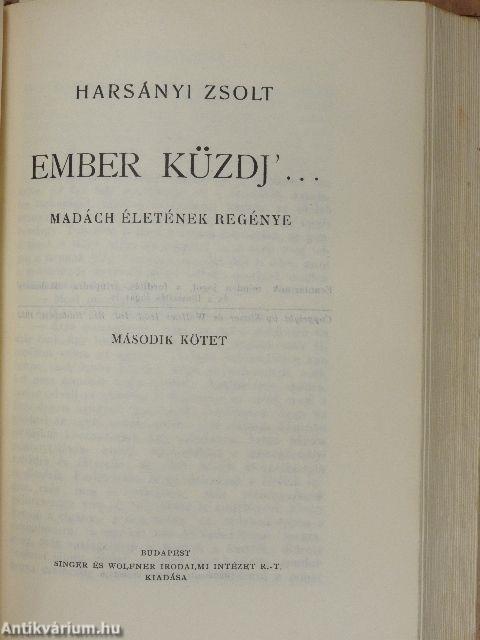 HARSÁNYI ZSOLT
EMBER KÜZDJ'...
MADÁCH ÉLETÉNEK REGÉNYE
MÁSODIK KÖTET
BUDAPEST
SINGER ÉS WOLFNER IRODALMI INTÉZET R.-T.
KIADÁSA
Antikvárium.hu